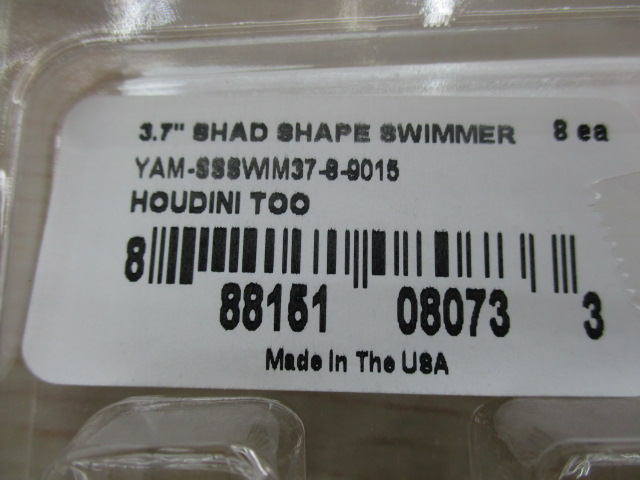 3.7" SHAD SHAPE SWIMMER 8 ea
YAM-SSSWIM37-8-9015
HOUDINI TOO
8 88151 08073 3
Made In The USA